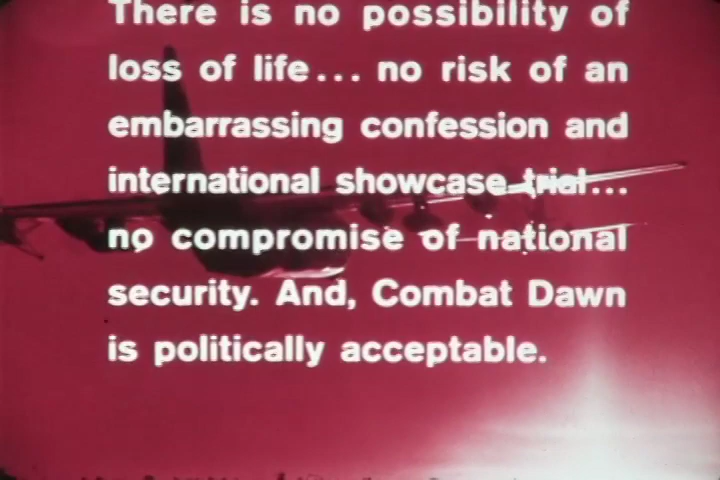 There is no possibility of
loss of life... no risk of an
embarrassing confession and
international showcase trial...
no compromise of national
security. And, Combat Dawn
is politically acceptable.